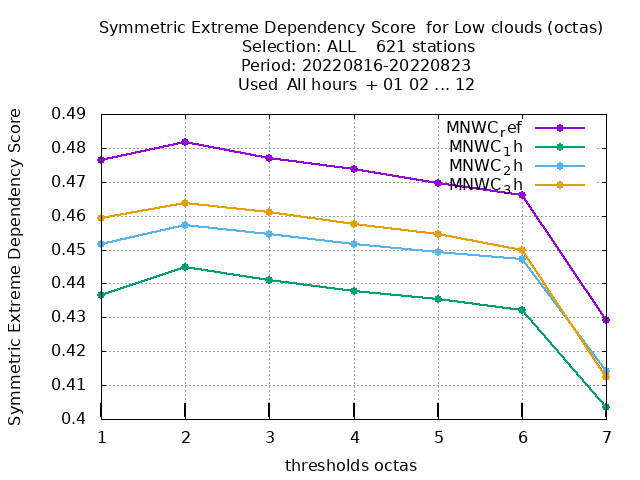 Symmetric Extreme Dependency Score  for Low clouds (octas)
Selection: ALL    621 stations
Period: 20220816-20220823
Used  All hours  + 01 02 ... 12
Symmetric Extreme Dependency Score
0.49
0.48
0.47
0.46
0.45
0.44
0.43
0.42
0.41
0.4
MNWC_ref
MNWC_1h
MNWC_2h
MNWC_3h
1 2 3 4 5 6 7
thresholds octas